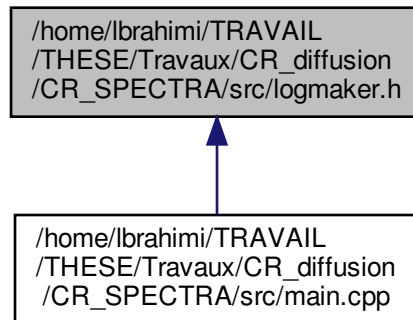 /home/lbrahimi/TRAVAIL
/THESE/Travaux/CR_diffusion
/CR_SPECTRA/src/logmaker.h
/home/lbrahimi/TRAVAIL
/THESE/Travaux/CR_diffusion
/CR_SPECTRA/src/main.cpp